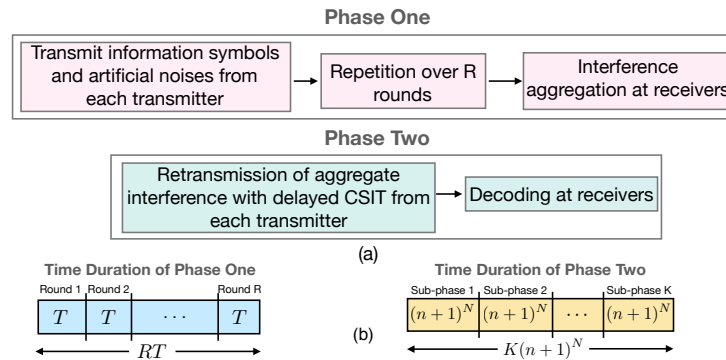 Phase One
Transmit information symbols
and artificial noises from
each transmitter
Repetition over R
rounds
Interference
aggregation at receivers
Phase Two
Retransmission of aggregate
interference with delayed CSIT from
each transmitter
Decoding at receivers
(a)
Time Duration of Phase One
Round 1 Round 2 Round R
T T ··· T
RT
(b)
Time Duration of Phase Two
Sub-phase 1 Sub-phase 2 Sub-phase K
(n + 1)^N (n + 1)^N ··· (n + 1)^N
K(n + 1)^N